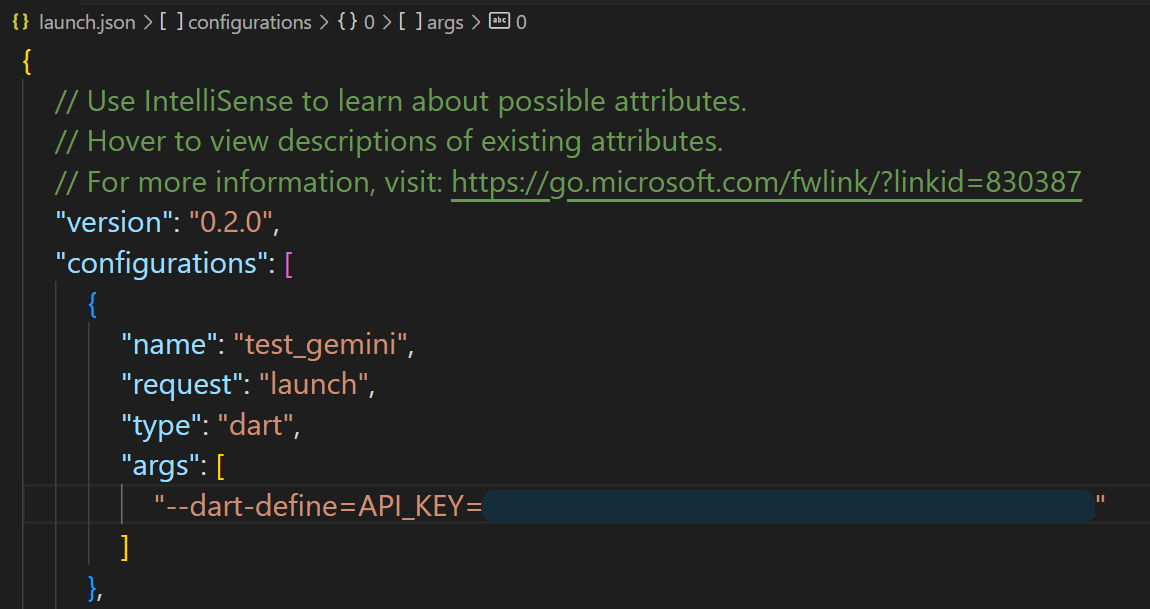 {} launch.json > [ ] configurations > {} 0 > [ ] args > abc 0
{
// Use IntelliSense to learn about possible attributes.
// Hover to view descriptions of existing attributes.
// For more information, visit: https://go.microsoft.com/fwlink/?linkid=830387
"version": "0.2.0",
"configurations": [
{
"name": "test_gemini",
"request": "launch",
"type": "dart",
"args": [
"--dart-define=API_KEY="
]
},